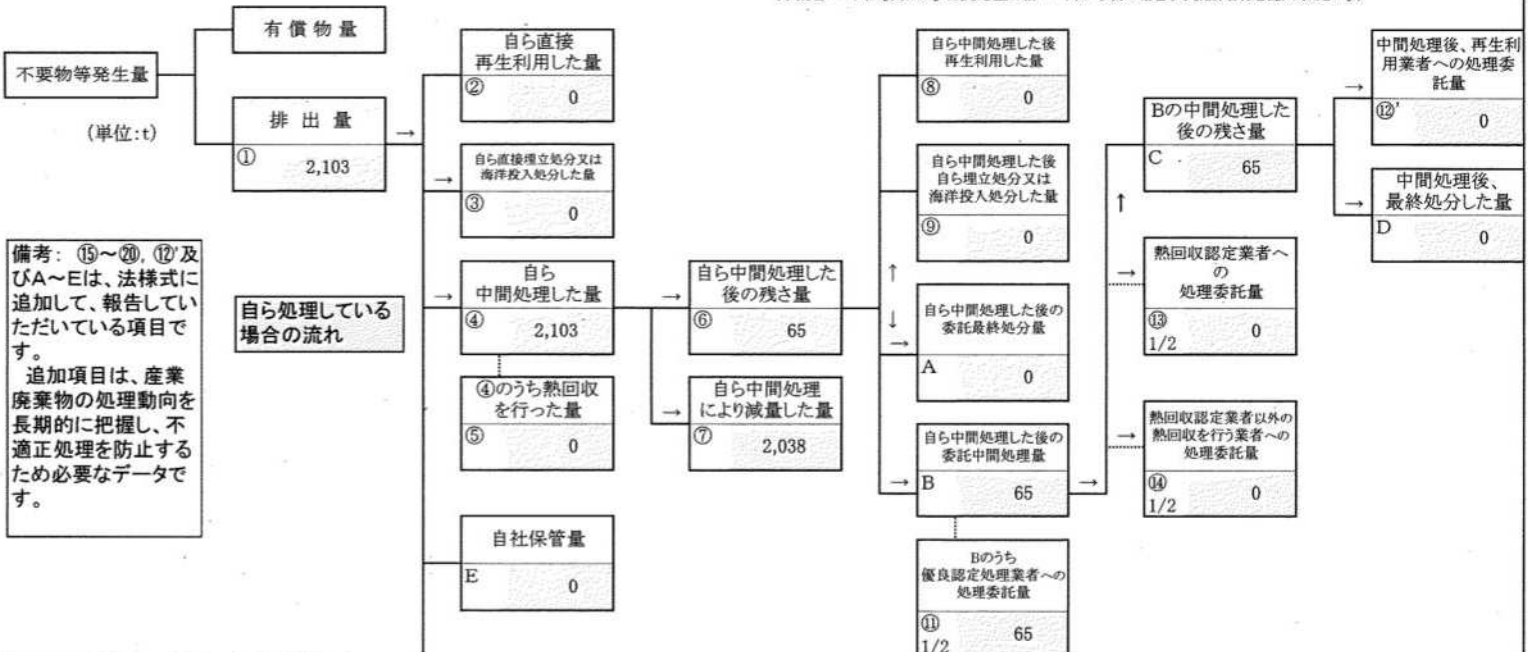 有償物量
不要物等発生量
(単位:t)
排 出 量
→
①
2,103
備考: ⑮～⑳, ⑫'及
びA～Eは、法様式に
追加して、報告してい
ただいている項目で
す。
追加項目は、産業
廃棄物の処理動向を
長期的に把握し、不
適正処理を防止する
ため必要なデータで
す。
自ら処理している
場合の流れ
自ら直接
再生利用した量
②
0
→
自ら直接埋立処分又は
海洋投入処分した量
③
0
→
自ら
中間処理した量
④
2,103
④のうち熱回収
を行った量
⑤
0
自社保管量
E
0
→
自ら中間処理した
後の残さ量
⑥
65
→
自ら中間処理
により減量した量
⑦
2,038
自ら中間処理した後
再生利用した量
⑧
0
自ら中間処理した後
自ら埋立処分又は
海洋投入処分した量
⑨
0
↑
↓
→
自ら中間処理した後の
委託最終処分量
A
0
→
自ら中間処理した後の
委託中間処理量
B
65
→
Bのうち
優良認定処理業者への
処理委託量
⑪
1/2
65
Bの中間処理した
後の残さ量
C
65
↑
→
熱回収認定業者へ
の
処理委託量
⑬
1/2
0
→
熱回収認定業者以外の
熱回収を行う業者への
処理委託量
⑭
1/2
0
→
中間処理後、再生利
用業者への処理委
託量
⑫'
0
→
中間処理後、
最終処分した量
D
0